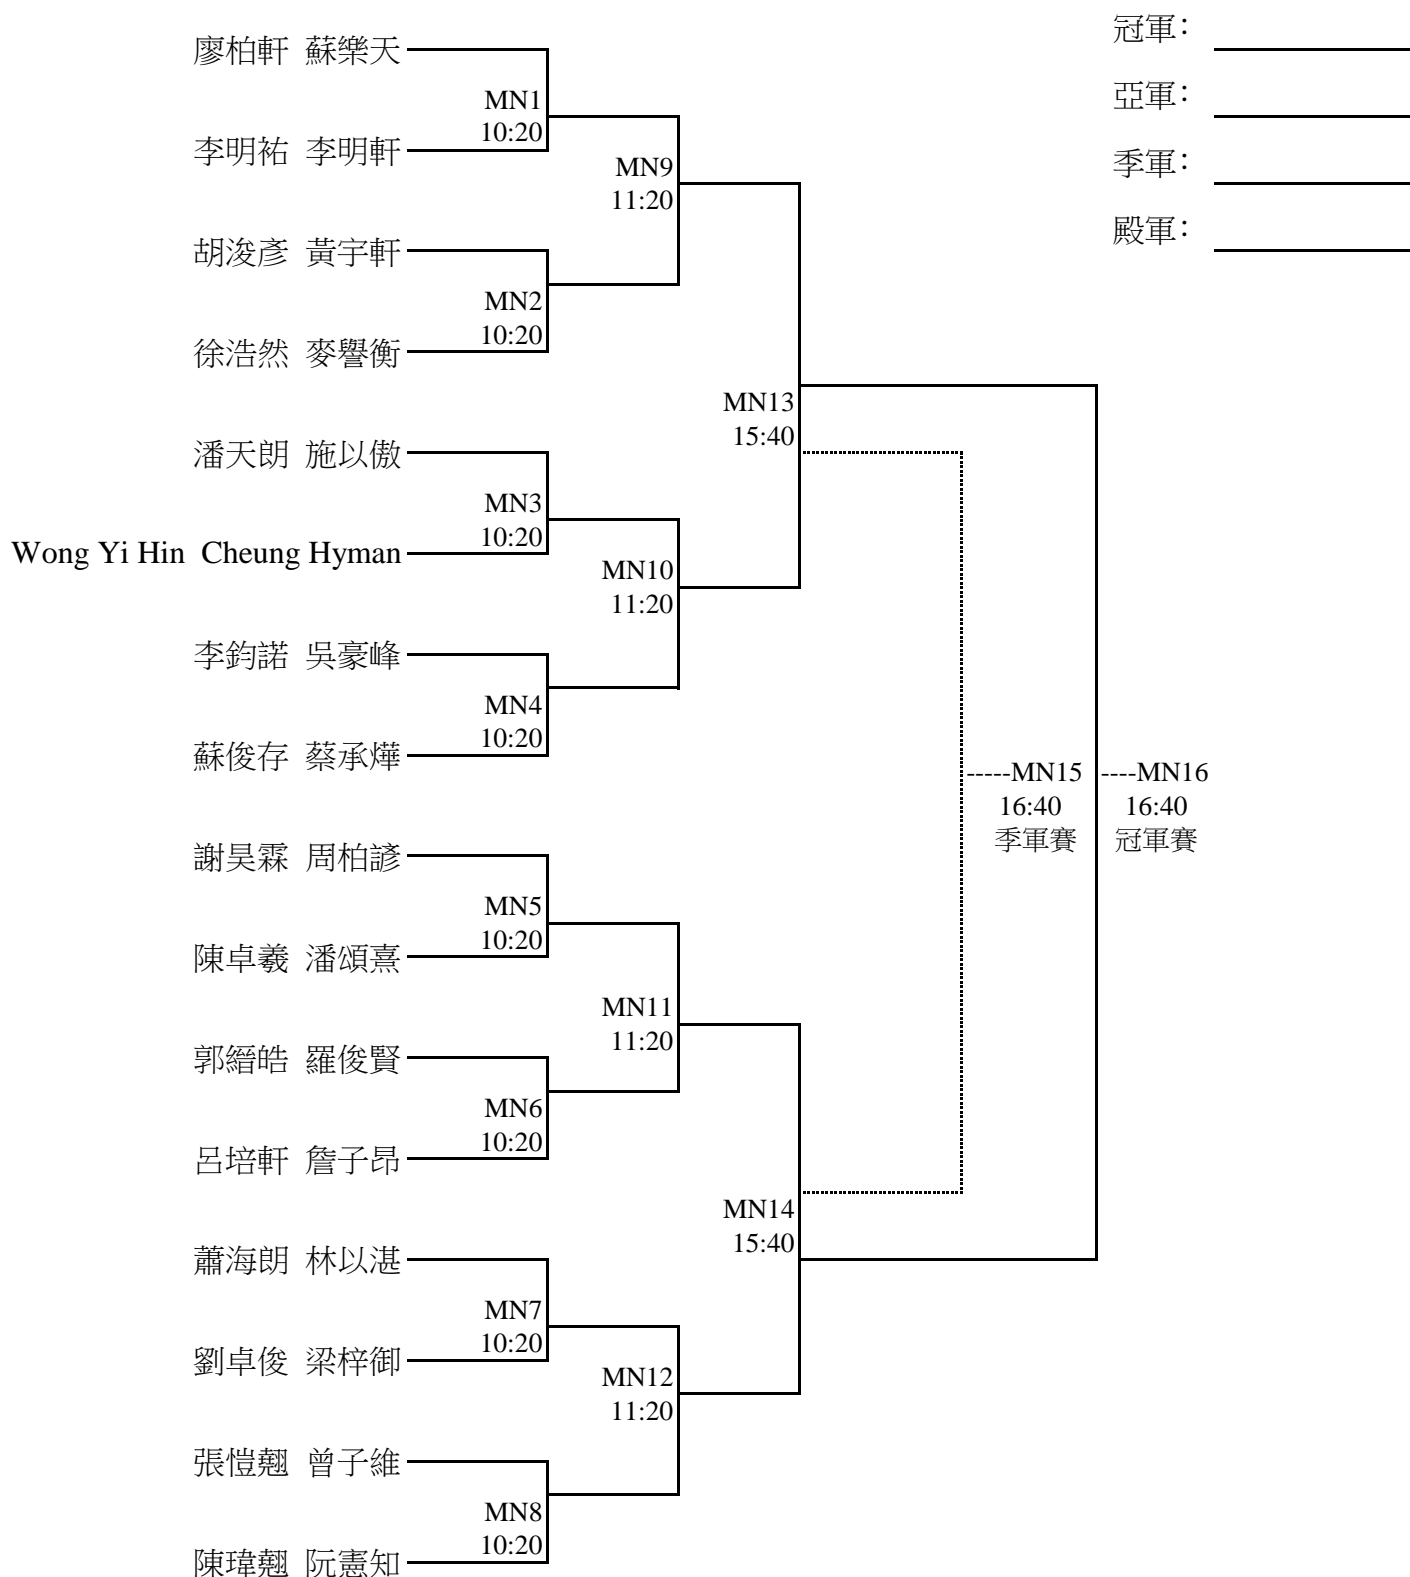 冠軍:
廖柏軒 蘇樂天
亞軍:
MN1
10:20
李明祐 李明軒
季軍:
MN9
11:20
殿軍:
胡浚彥 黃宇軒
MN2
10:20
徐浩然 麥譽衡
MN13
15:40
潘天朗 施以傲
MN3
10:20
Wong Yi Hin Cheung Hyman
MN10
11:20
李鈞諾 吳豪峰
MN4
10:20
蘇俊存 蔡承燁
-----MN15
16:40
季軍賽
----MN16
16:40
冠軍賽
謝昊霖 周柏諺
MN5
10:20
陳卓羲 潘頌熹
MN11
11:20
郭縉皓 羅俊賢
MN6
10:20
呂培軒 詹子昂
MN14
15:40
蕭海朗 林以湛
MN7
10:20
劉卓俊 梁梓御
MN12
11:20
張愷翹 曾子維
MN8
10:20
陳瑋翹 阮憲知